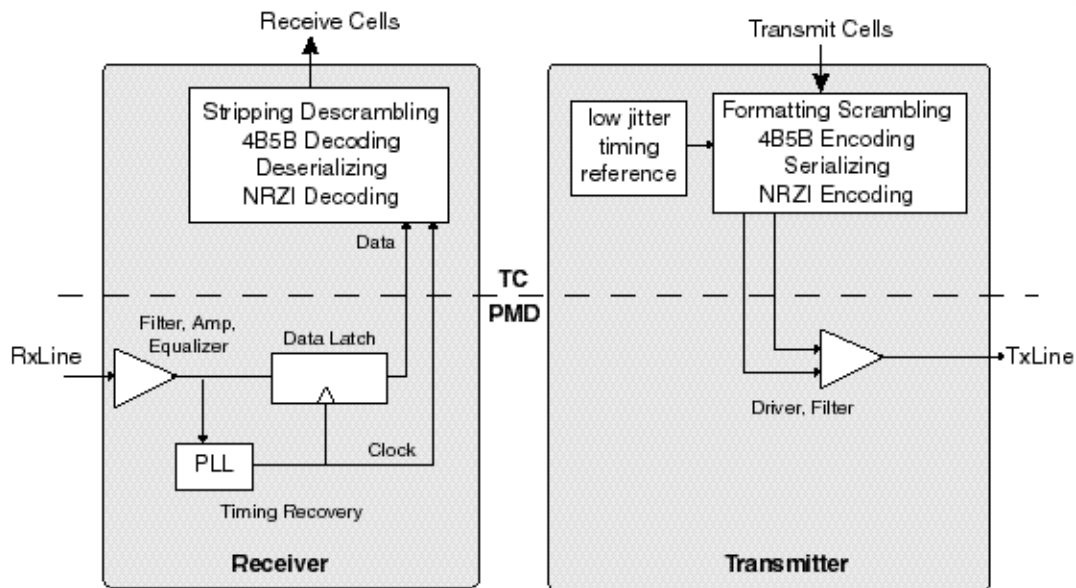 Receive Cells
Stripping Descrambling
4B5B Decoding
Deserializing
NRZI Decoding
Data
Filter, Amp,
Equalizer
RxLine
Data Latch
PLL
Clock
Timing Recovery
Receiver
TC
PMD
Transmit Cells
low jitter
timing
reference
Formatting Scrambling
4B5B Encoding
Serializing
NRZI Encoding
TxLine
Driver, Filter
Transmitter